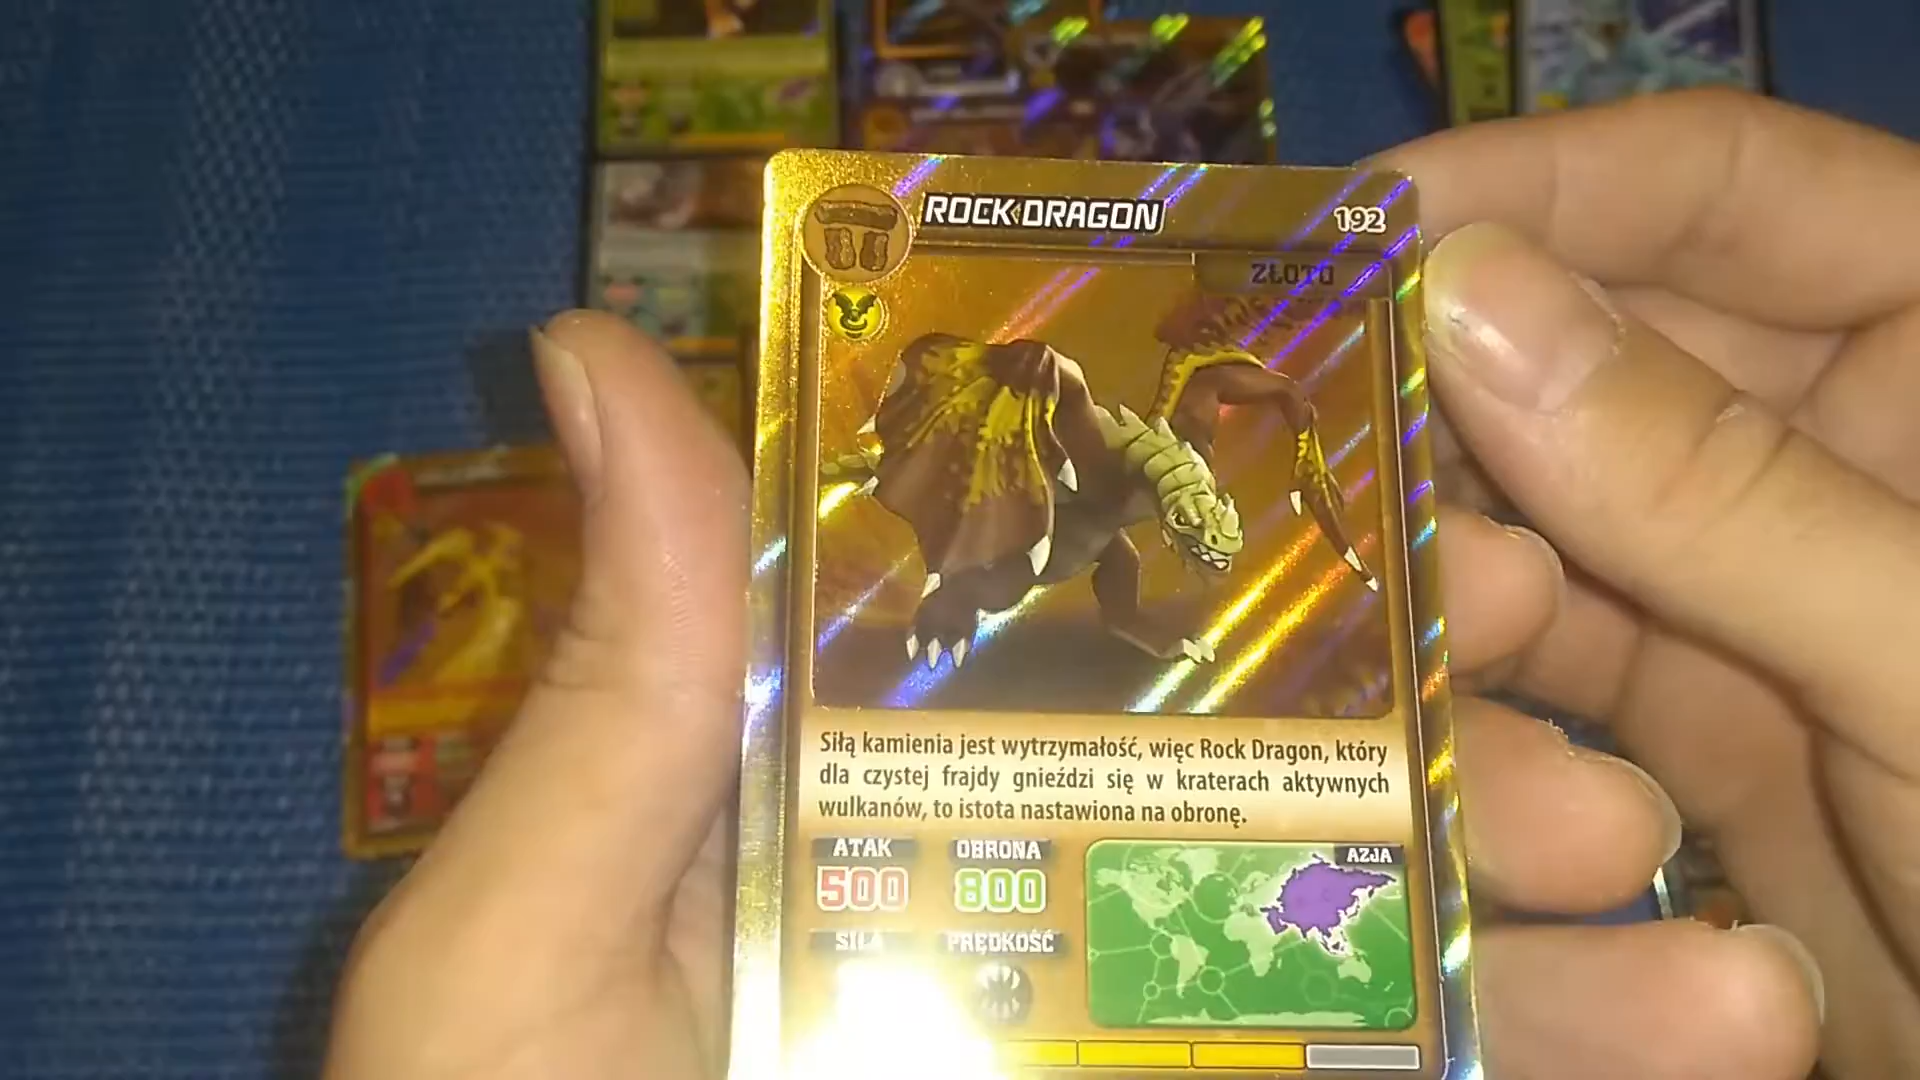 ROCK DRAGON
192
ZŁOTO
Siłą kamienia jest wytrzymałość, więc Rock Dragon, który
dla czystej frajdy gnieździ się w kraterach aktywnych
wulkanów, to istota nastawiona na obronę.
ATAK
OBRONA
500
800
AZJA
SIŁA
PRĘDKOŚĆ